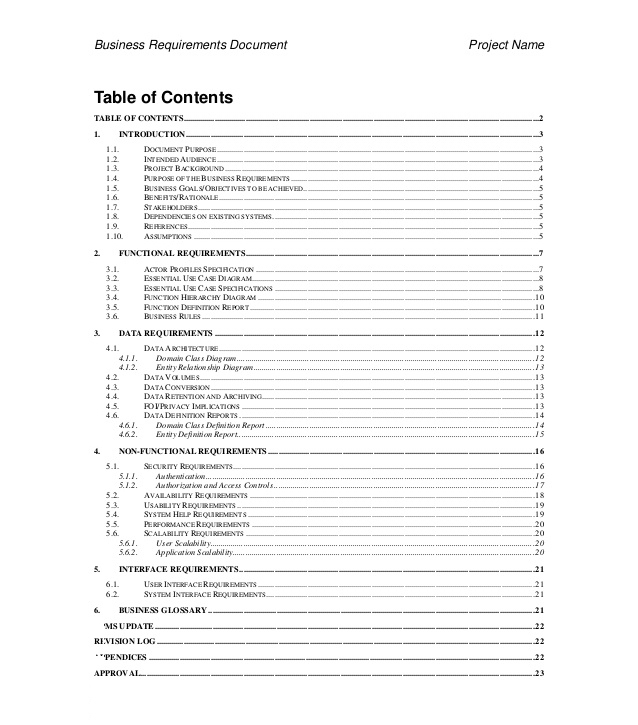 Business Requirements Document Project Name
Table of Contents
TABLE OF CONTENTS 2
1. INTRODUCTION 3
1.1. DOCUMENT PURPOSE 3
1.2. INTENDED AUDIENCE 3
1.3. PROJECT BACKGROUND 4
1.4. PURPOSE OF THE BUSINESS REQUIREMENTS 4
1.5. BUSINESS GOALS/OBJECTIVES TO BE ACHIEVED 5
1.6. BENEFITS/RATIONALE 5
1.7. STAKEHOLDERS 5
1.8. DEPENDENCIES ON EXISTING SYSTEMS 5
1.9. REFERENCES 5
1.10. ASSUMPTIONS 5
2. FUNCTIONAL REQUIREMENTS 7
3.1. ACTOR PROFILES SPECIFICATION 7
3.2. ESSENTIAL USE CASE DIAGRAM 8
3.3. ESSENTIAL USE CASE SPECIFICATIONS 8
3.4. FUNCTION HIERARCHY DIAGRAM 10
3.5. FUNCTION DEFINITION REPORT 10
3.6. BUSINESS RULES 11
3. DATA REQUIREMENTS 12
4.1. DATA ARCHITECTURE 12
4.1.1. Domain Class Diagram 12
4.1.2. Entity Relationship Diagram 13
4.2. DATA VOLUMES 13
4.3. DATA CONVERSION 13
4.4. DATA RETENTION AND ARCHIVING 13
4.5. FOI/PRIVACY IMPLICATIONS 13
4.6. DATA DEFINITION REPORTS 14
4.6.1. Domain Class Definition Report 14
4.6.2. Entity Definition Report 15
4. NON-FUNCTIONAL REQUIREMENTS 16
5.1. SECURITY REQUIREMENTS 16
5.1.1. Authentication 16
5.1.2. Authorization and Access Controls 17
5.2. AVAILABILITY REQUIREMENTS 18
5.3. USABILITY REQUIREMENTS 19
5.4. SYSTEM HELP REQUIREMENTS 19
5.5. PERFORMANCE REQUIREMENTS 20
5.6. SCALABILITY REQUIREMENTS 20
5.6.1. User Scalability 20
5.6.2. Application Scalability 20
5. INTERFACE REQUIREMENTS 21
6.1. USER INTERFACE REQUIREMENTS 21
6.2. SYSTEM INTERFACE REQUIREMENTS 21
6. BUSINESS GLOSSARY 21
MS UPDATE 22
REVISION LOG 22
PENDICES 22
APPROVAL 23